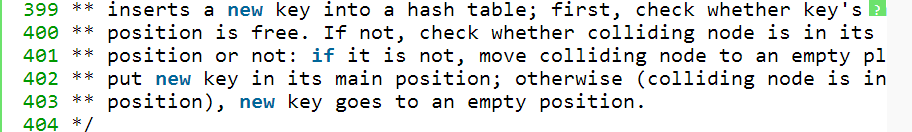 399 ** inserts a new key into a hash table; first, check whether key's ?
400 ** position is free. If not, check whether colliding node is in its
401 ** position or not: if it is not, move colliding node to an empty pl
402 ** put new key in its main position; otherwise (colliding node is in
403 ** position), new key goes to an empty position.
404 */